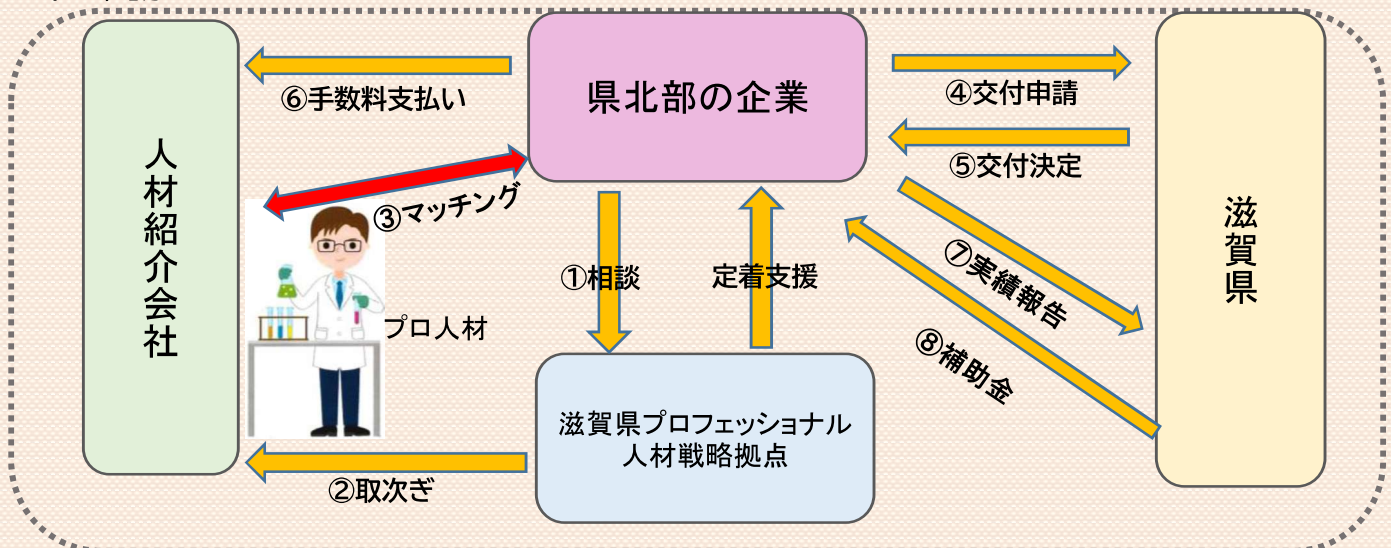 県北部の企業
⑥手数料支払い
④交付申請
⑤交付決定
人材紹介会社
③マッチング
滋賀県
①相談
定着支援
⑦実績報告
プロ人材
⑧補助金
滋賀県プロフェッショナル
人材戦略拠点
②取次ぎ